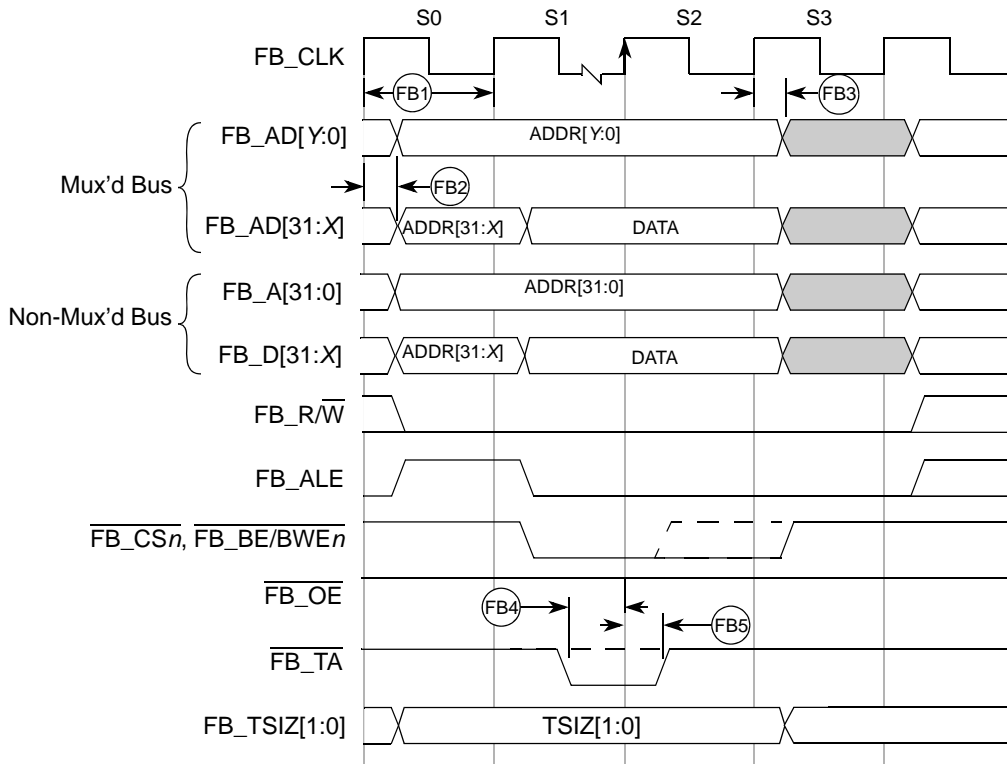 S0 S1 S2 S3
FB_CLK
FB1 FB3
FB_AD[Y:0] ADDR[Y:0]
Mux'd Bus FB2
FB_AD[31:X] ADDR[31:X] DATA
FB_A[31:0] ADDR[31:0]
Non-Mux'd Bus
FB_D[31:X] ADDR[31:X] DATA
FB_R/W
FB_ALE
FB_CSn, FB_BE/BWEn
FB_OE
FB4 FB5
FB_TA
FB_TSIZ[1:0] TSIZ[1:0]